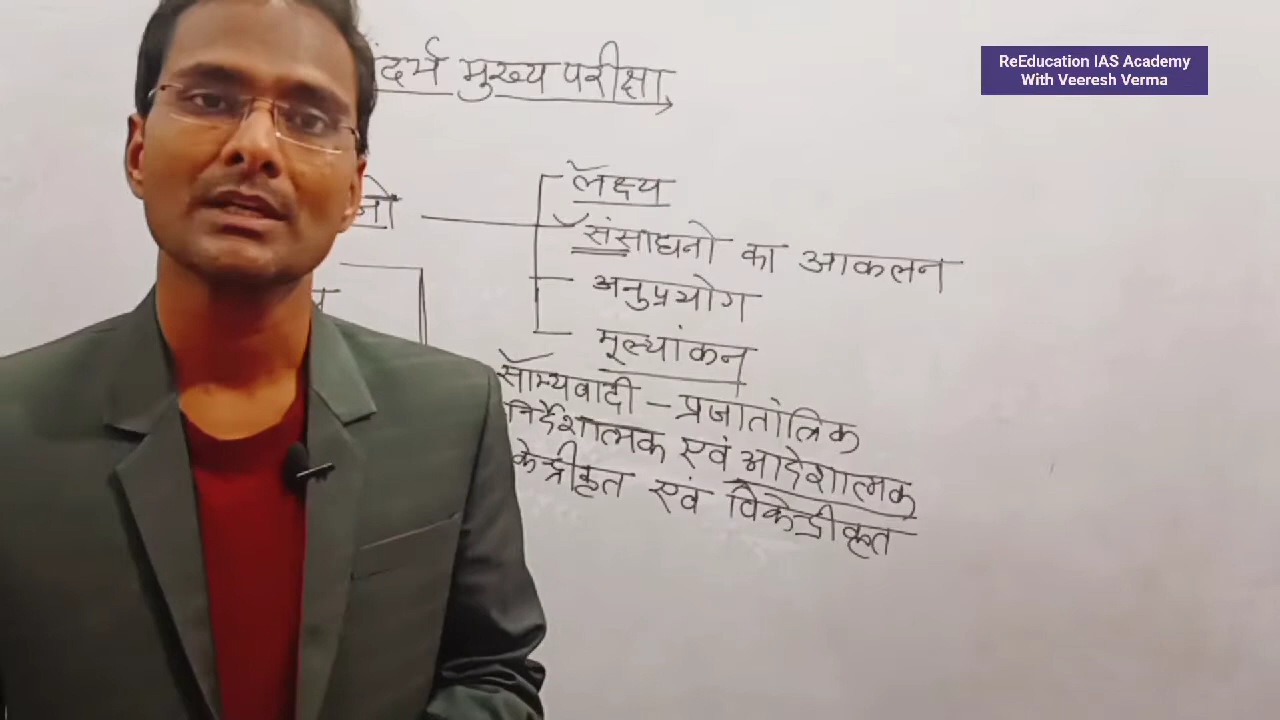 ReEducation IAS Academy
With Veeresh Verma
मुख्य परीक्षा
लक्ष्य
संसाधनो का आकलन
अनुप्रयोग
मूल्यांकन
साम्यवादी - प्रजातांत्रिक
निर्देशात्मक एवं आदेशात्मक
केन्द्रीकृत एवं विकेन्द्रीकृत